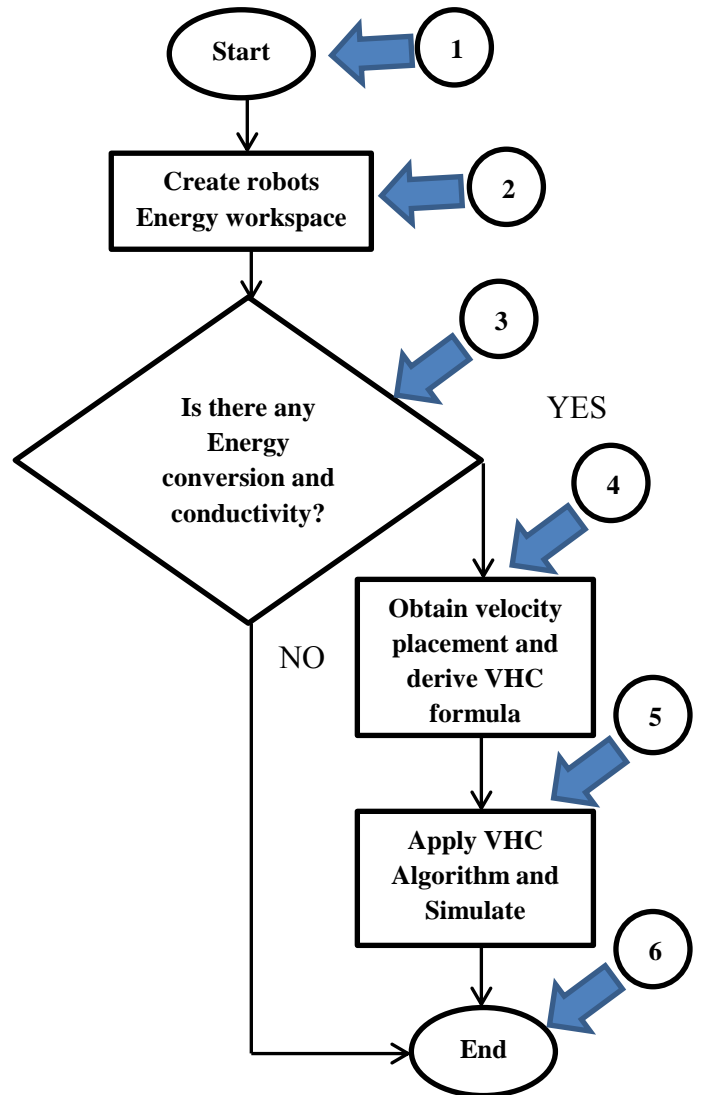 Start
1
Create robots
Energy workspace
2
3
Is there any
Energy
conversion and
conductivity?
YES
4
NO
Obtain velocity
placement and
derive VHC
formula
5
Apply VHC
Algorithm and
Simulate
6
End